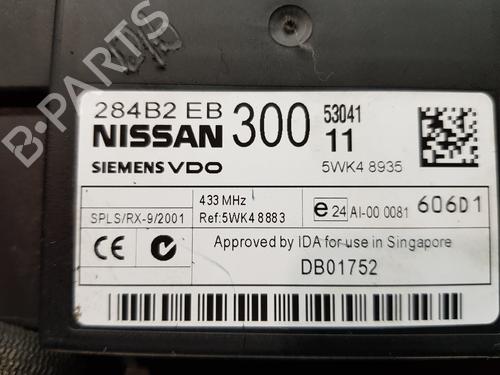 284B2 EB 300 53041
NISSAN 11
SIEMENS VDO 5WK4 8935
433 MHz
SPLS/RX-9/2001 Ref:5WK4 8883 e 24 AI-00 0081 606D1
CE Approved by IDA for use in Singapore
DB01752
B-PARTS